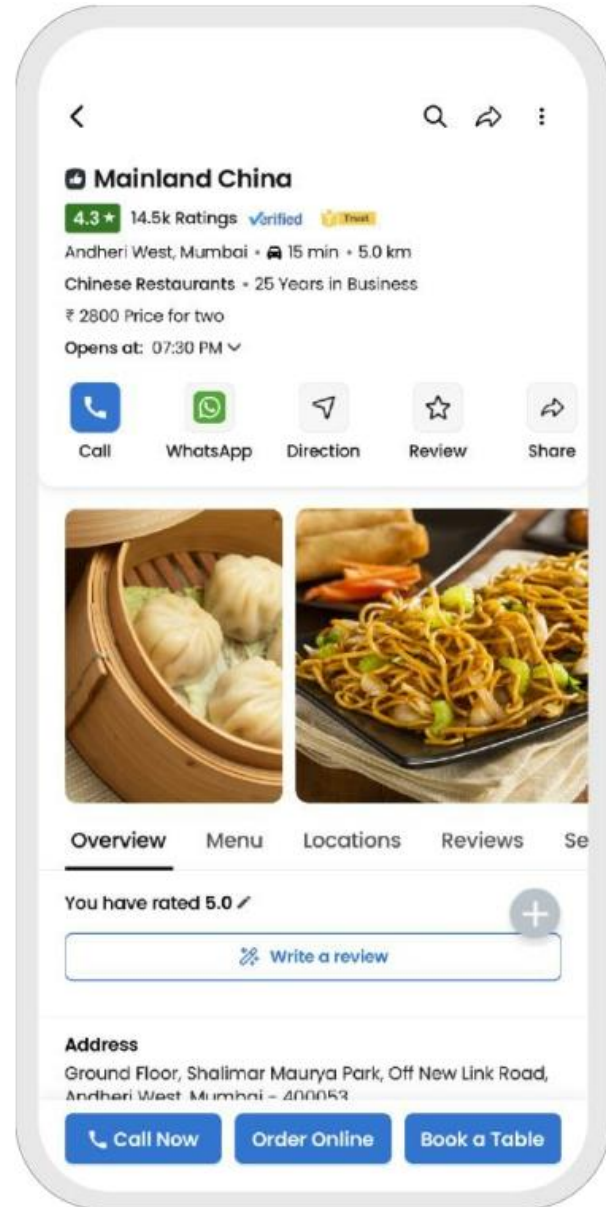 Mainland China
4.3 ★ 14.5k Ratings Verified Trust
Andheri West, Mumbai • 15 min • 5.0 km
Chinese Restaurants • 25 Years in Business
₹ 2800 Price for two
Opens at: 07:30 PM
Call WhatsApp Direction Review Share
Overview Menu Locations Reviews Se
You have rated 5.0
Write a review
Address
Ground Floor, Shalimar Maurya Park, Off New Link Road,
Andheri West, Mumbai - 400053
Call Now Order Online Book a Table